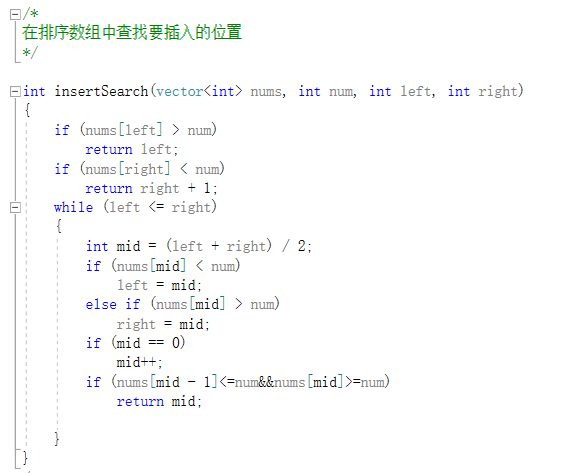 /*
在排序数组中查找要插入的位置
*/
int insertSearch(vector<int> nums, int num, int left, int right)
{
if (nums[left] > num)
return left;
if (nums[right] < num)
return right + 1;
while (left <= right)
{
int mid = (left + right) / 2;
if (nums[mid] < num)
left = mid;
else if (nums[mid] > num)
right = mid;
if (mid == 0)
mid++;
if (nums[mid - 1]<=num&&nums[mid]>=num)
return mid;
}
}